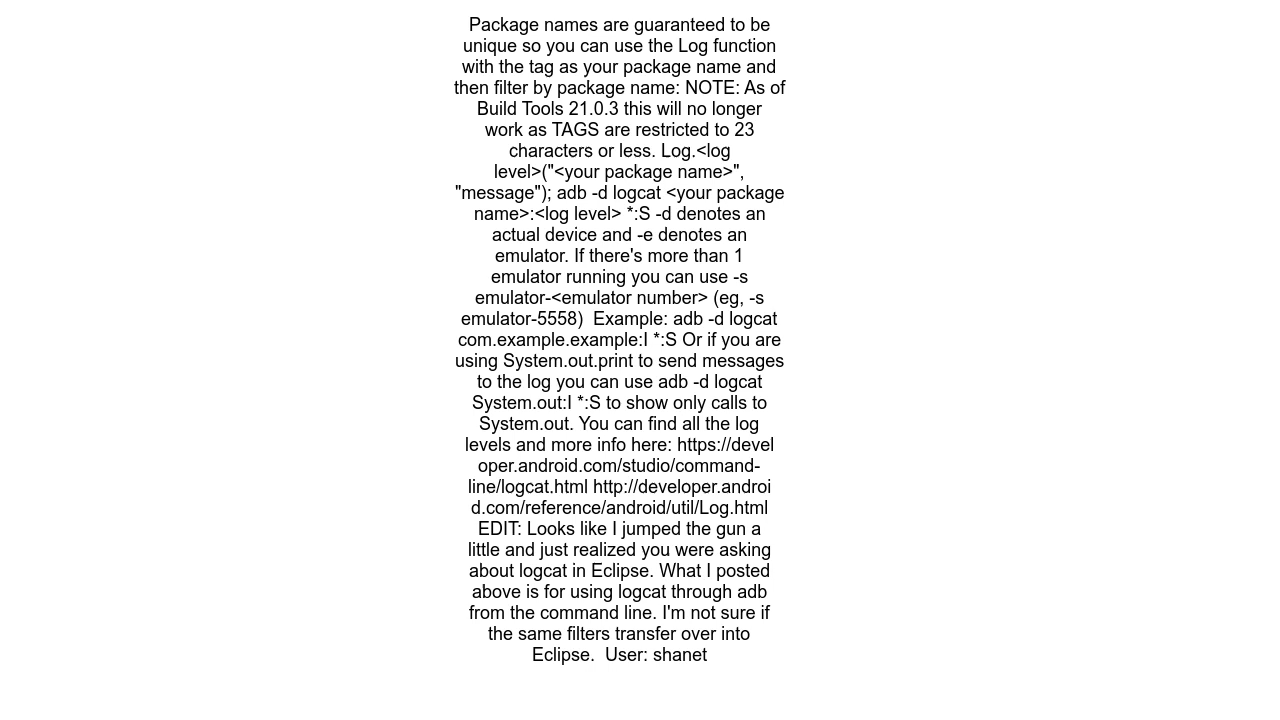 Package names are guaranteed to be
unique so you can use the Log function
with the tag as your package name and
then filter by package name: NOTE: As of
Build Tools 21.0.3 this will no longer
work as TAGS are restricted to 23
characters or less. Log.<log
level>("<your package name>",
"message"); adb -d logcat <your package
name>:<log level> *:S -d denotes an
actual device and -e denotes an
emulator. If there's more than 1
emulator running you can use -s
emulator-<emulator number> (eg, -s
emulator-5558)  Example: adb -d logcat
com.example.example:I *:S Or if you are
using System.out.print to send messages
to the log you can use adb -d logcat
System.out:I *:S to show only calls to
System.out. You can find all the log
levels and more info here: https://devel
oper.android.com/studio/command-
line/logcat.html http://developer.androi
d.com/reference/android/util/Log.html
EDIT: Looks like I jumped the gun a
little and just realized you were asking
about logcat in Eclipse. What I posted
above is for using logcat through adb
from the command line. I'm not sure if
the same filters transfer over into
Eclipse.  User: shanet